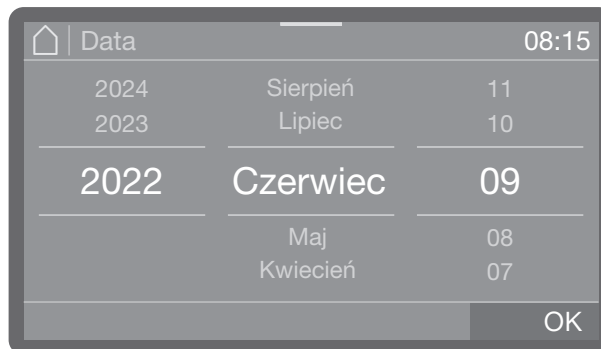 Data 08:15
2024 Sierpień 11
2023 Lipiec 10
2022 Czerwiec 09
Maj 08
Kwiecień 07
OK